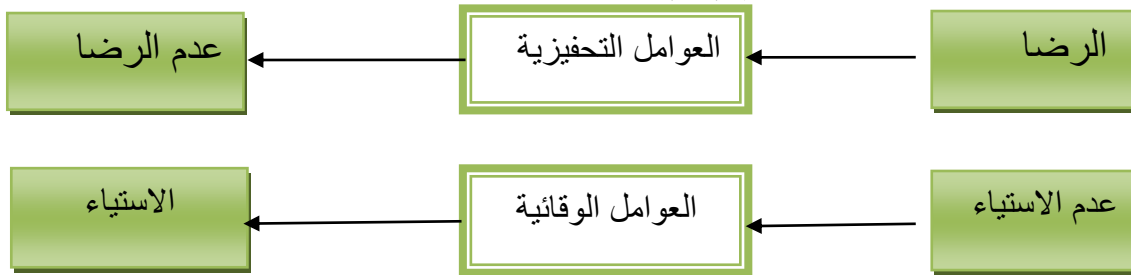 الرضا
العوامل التحفيزية
عدم الرضا
عدم الاستياء
العوامل الوقائية
الاستياء